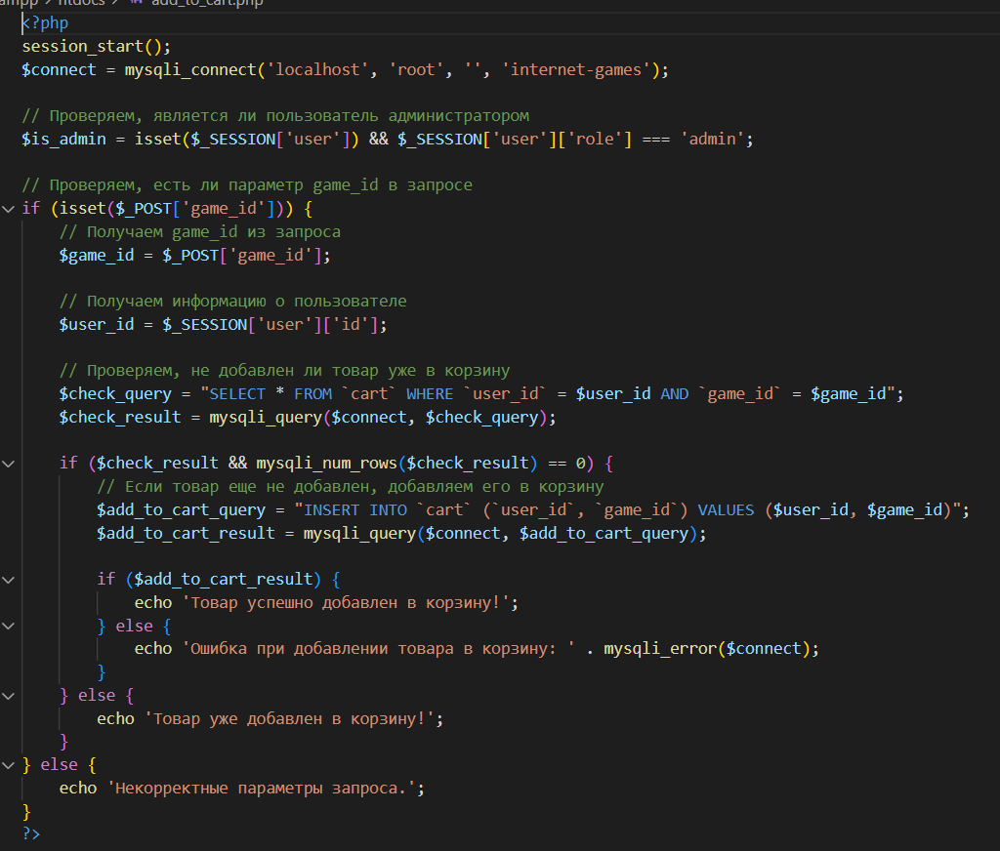 ampp > htdocs > add_to_cart.php
<?php
session_start();
$connect = mysqli_connect('localhost', 'root', '', 'internet-games');
// Проверяем, является ли пользователь администратором
$is_admin = isset($_SESSION['user']) && $_SESSION['user']['role'] === 'admin';
// Проверяем, есть ли параметр game_id в запросе
if (isset($_POST['game_id'])) {
// Получаем game_id из запроса
$game_id = $_POST['game_id'];
// Получаем информацию о пользователе
$user_id = $_SESSION['user']['id'];
// Проверяем, не добавлен ли товар уже в корзину
$check_query = "SELECT * FROM `cart` WHERE `user_id` = $user_id AND `game_id` = $game_id";
$check_result = mysqli_query($connect, $check_query);
if ($check_result && mysqli_num_rows($check_result) == 0) {
// Если товар еще не добавлен, добавляем его в корзину
$add_to_cart_query = "INSERT INTO `cart` (`user_id`, `game_id`) VALUES ($user_id, $game_id)";
$add_to_cart_result = mysqli_query($connect, $add_to_cart_query);
if ($add_to_cart_result) {
echo 'Товар успешно добавлен в корзину!';
} else {
echo 'Ошибка при добавлении товара в корзину: ' . mysqli_error($connect);
}
} else {
echo 'Товар уже добавлен в корзину!';
}
} else {
echo 'Некорректные параметры запроса.';
}
?>